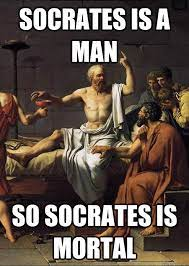 SOCRATES IS A
MAN
SO SOCRATES IS
MORTAL